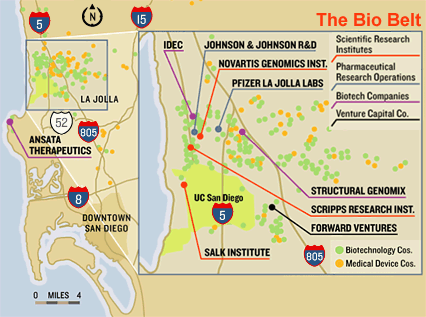 The Bio Belt
5
N
15
IDEC
JOHNSON & JOHNSON R&D
NOVARTIS GENOMICS INST.
PFIZER LA JOLLA LABS
Scientific Research
Institutes
Pharmaceutical
Research Operations
Biotech Companies
Venture Capital Co.
LA JOLLA
52
805
ANSATA
THERAPEUTICS
8
DOWNTOWN
SAN DIEGO
UC San Diego
5
STRUCTURAL GENOMIX
SCRIPPS RESEARCH INST.
FORWARD VENTURES
SALK INSTITUTE
805
Biotechnology Cos.
Medical Device Cos.
0 MILES 4